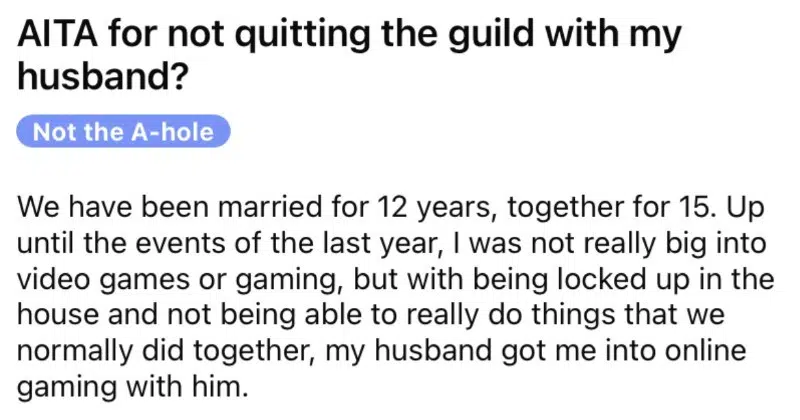 AITA for not quitting the guild with my
husband?
Not the A-hole
We have been married for 12 years, together for 15. Up
until the events of the last year, I was not really big into
video games or gaming, but with being locked up in the
house and not being able to really do things that we
normally did together, my husband got me into online
gaming with him.